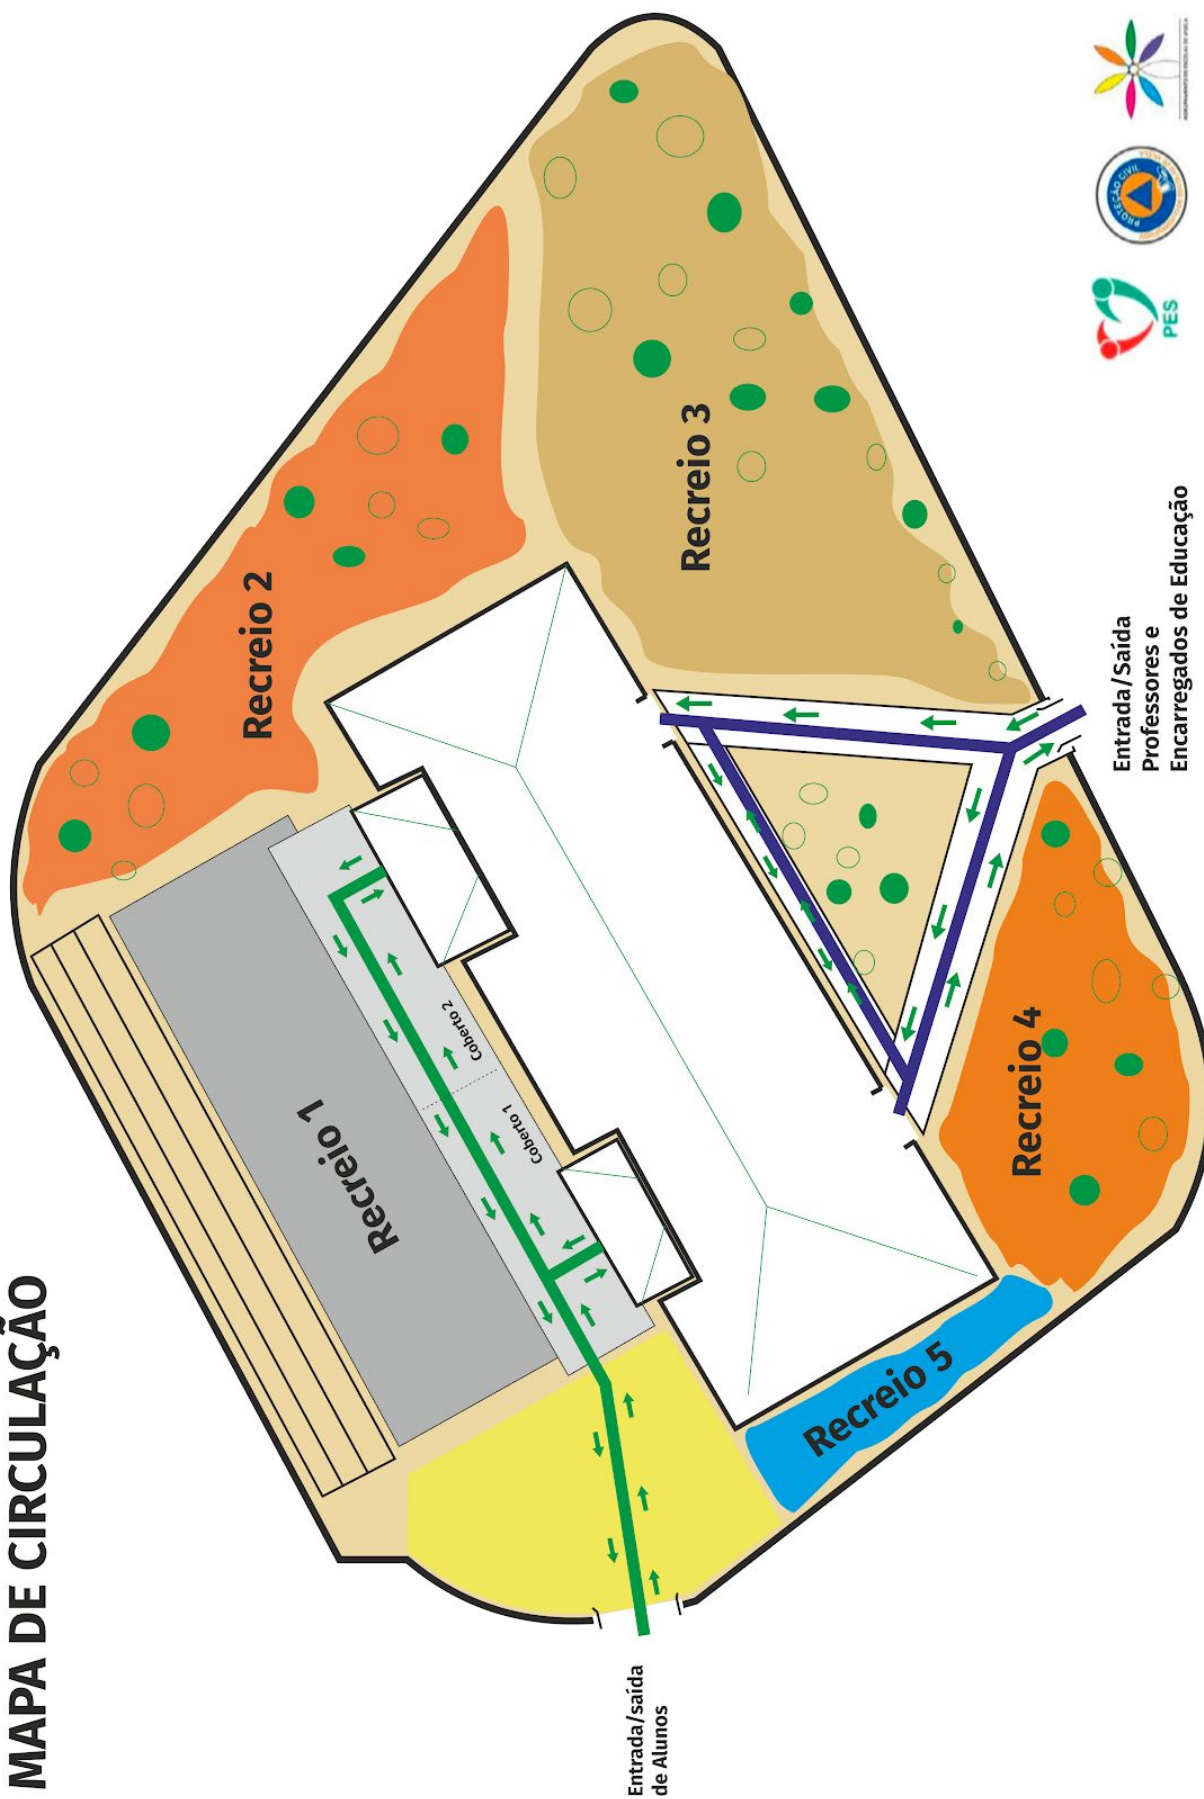 MAPA DE CIRCULAÇÃO
Recreio 1
Recreio 2
Recreio 3
Coberto 2
Coberto 1
Recreio 4
Recreio 5
Entrada/saída
de Alunos
Entrada/Saída
Professores e
Encarregados de Educação
PES
PROTEÇÃO CIVIL